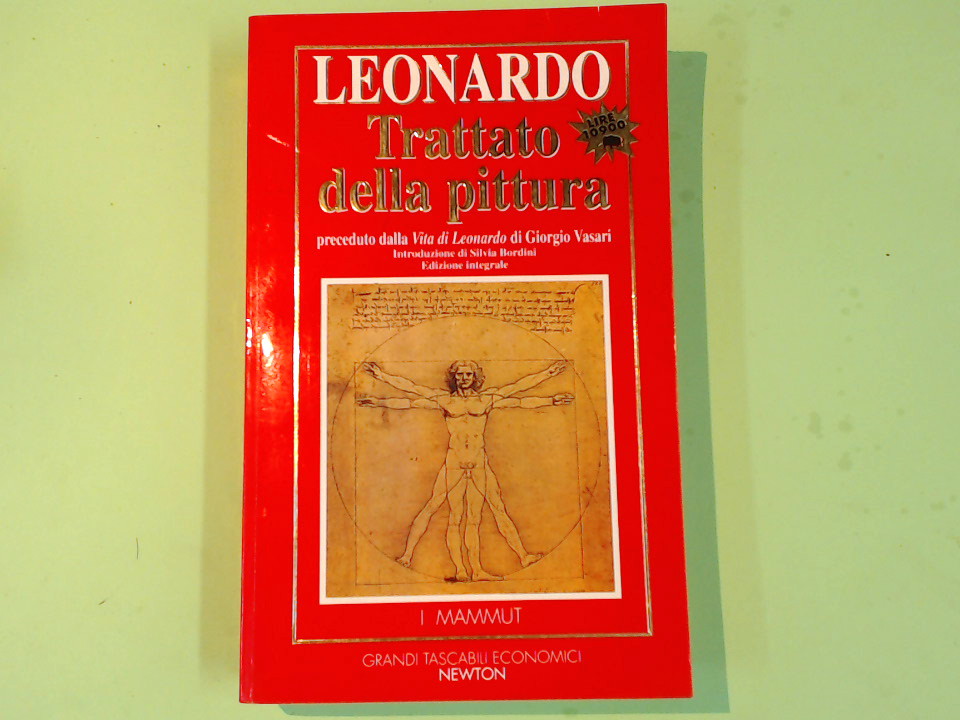 LEONARDO
Trattato
LIRE
10900
della pittura
preceduto dalla Vita di Leonardo di Giorgio Vasari
Introduzione di Silvia Bordini
Edizione integrale
I MAMMUT
GRANDI TASCABILI ECONOMICI
NEWTON